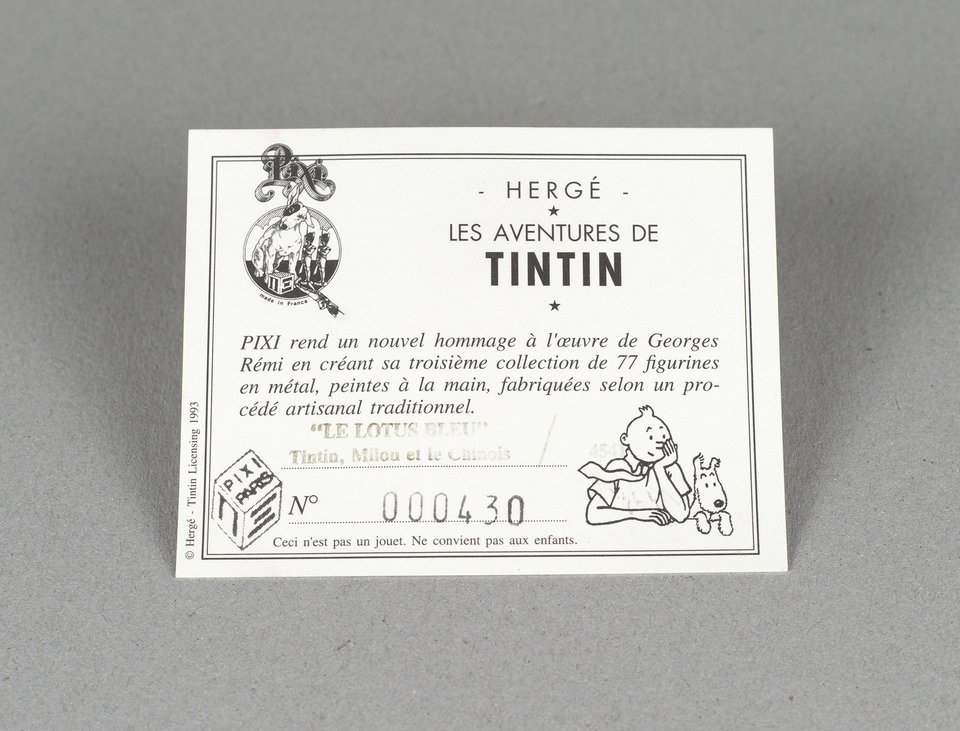 Pixi
made in France
- HERGÉ -
LES AVENTURES DE
TINTIN
PIXI rend un nouvel hommage à l'œuvre de Georges
Rémi en créant sa troisième collection de 77 figurines
en métal, peintes à la main, fabriquées selon un pro-
cédé artisanal traditionnel.
"LE LOTUS BLEU"
Tintin, Milou et le Chinois /
PIXI
PARIS
N° 000430
Ceci n'est pas un jouet. Ne convient pas aux enfants.
© Hergé - Tintin Licensing 1993